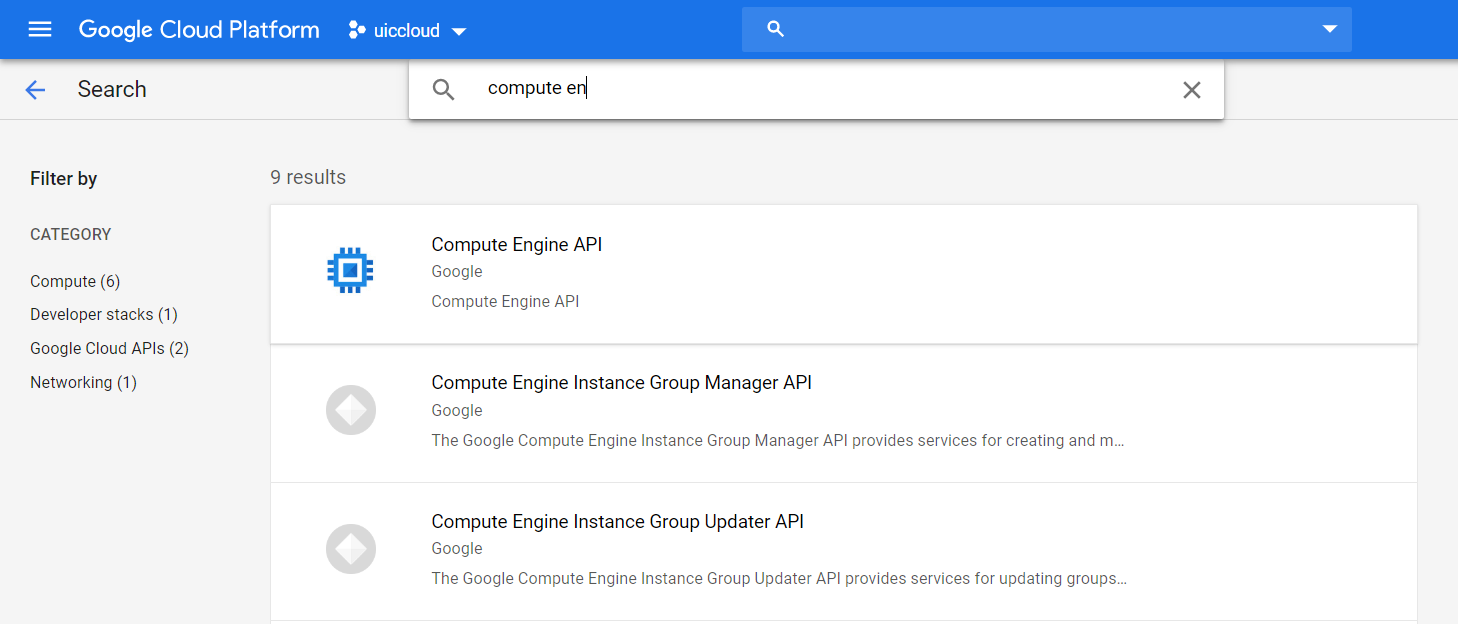 Google Cloud Platform
uiccloud
Search
compute en
Filter by
9 results
CATEGORY
Compute (6)
Developer stacks (1)
Google Cloud APIs (2)
Networking (1)
Compute Engine API
Google
Compute Engine API
Compute Engine Instance Group Manager API
Google
The Google Compute Engine Instance Group Manager API provides services for creating and m...
Compute Engine Instance Group Updater API
Google
The Google Compute Engine Instance Group Updater API provides services for updating groups...